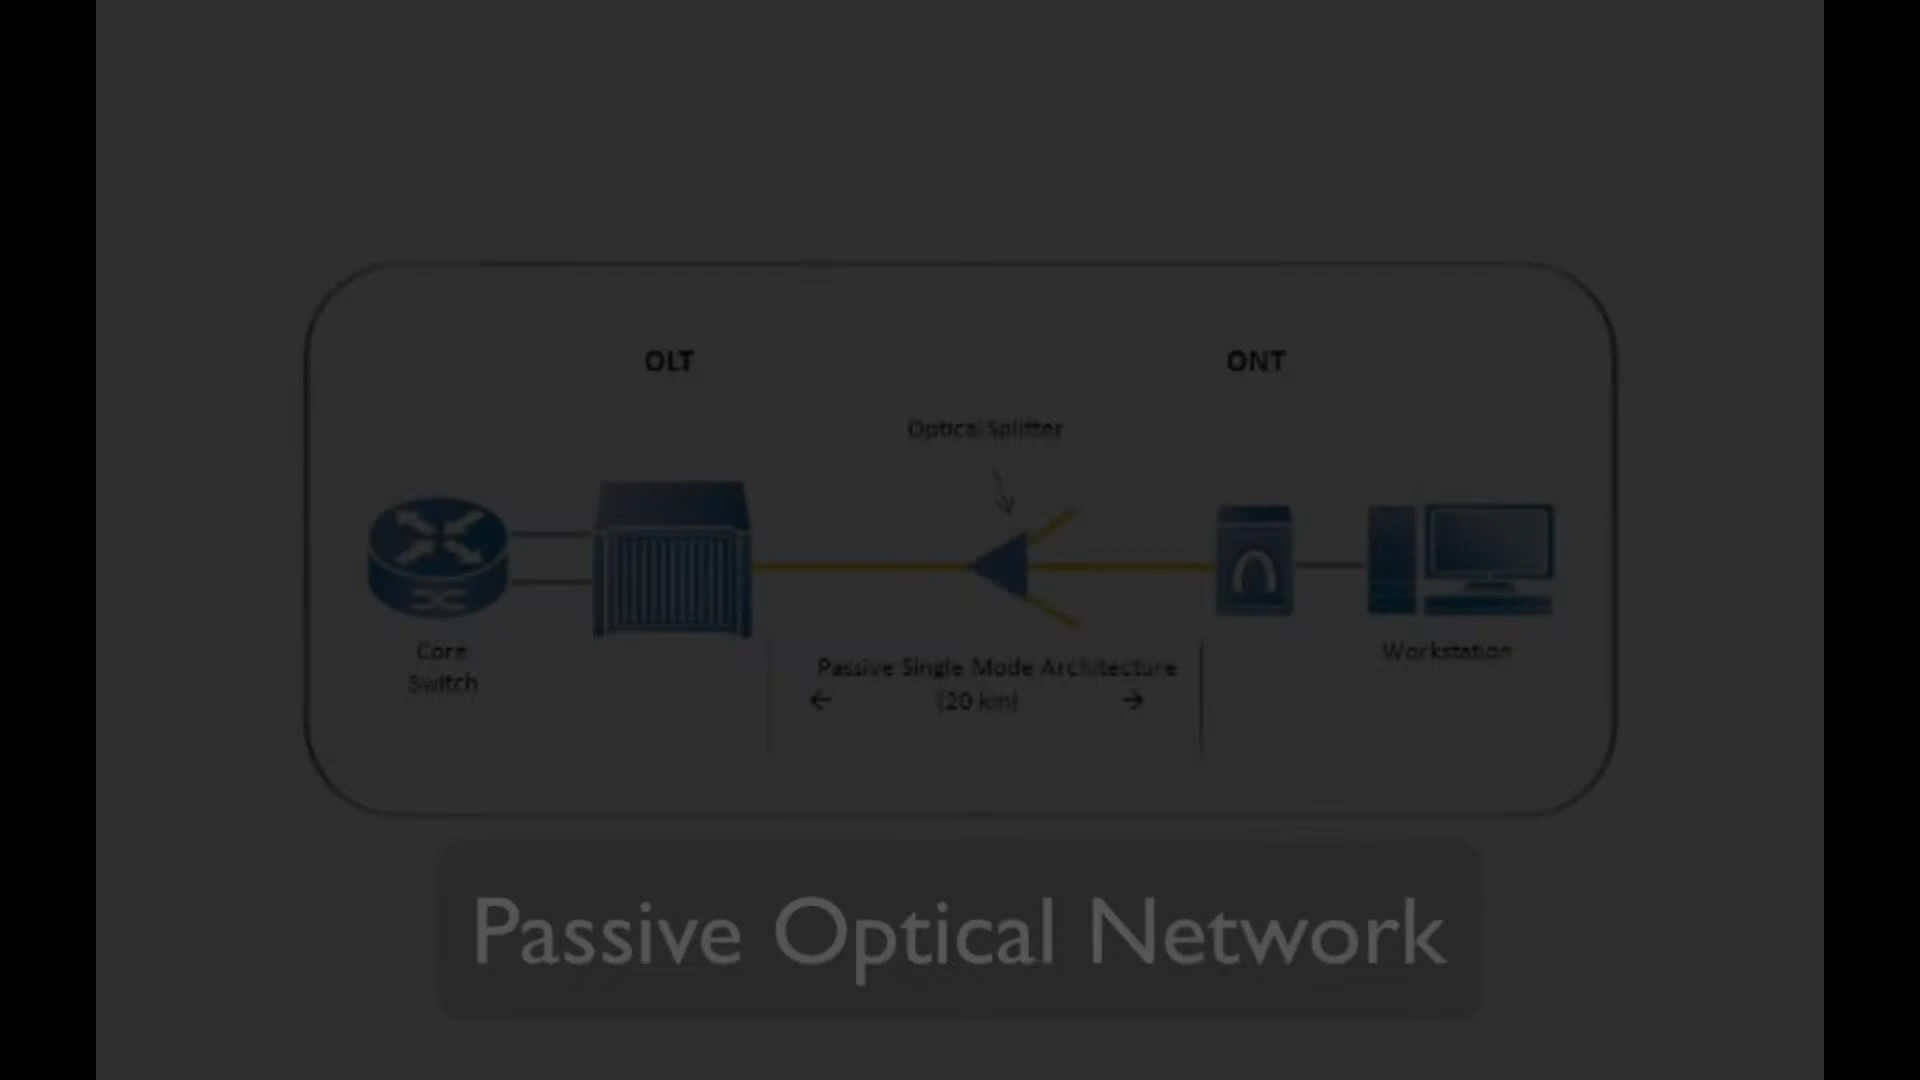 OLT
ONT
Optical Splitter
Core
Switch
Passive Single Mode Architecture
(20 km)
Workstation
Passive Optical Network